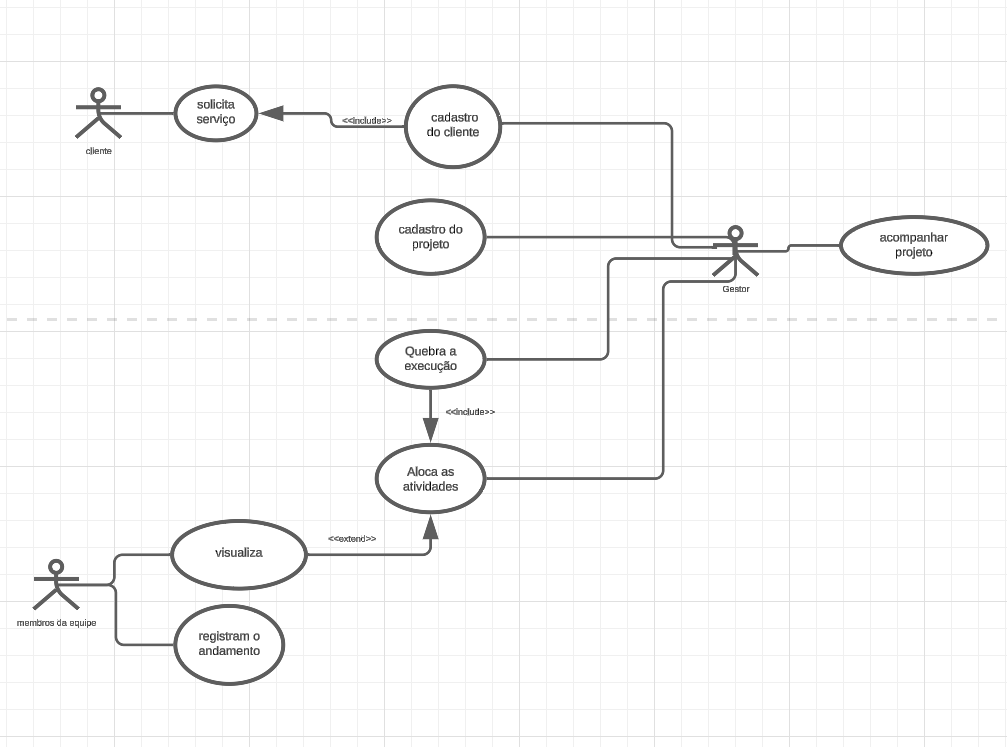 solicita
serviço
<<include>>
cadastro
do cliente
cliente
cadastro do
projeto
acompanhar
projeto
Gestor
Quebra a
execução
<<include>>
Aloca as
atividades
<<extend>>
visualiza
membros da equipe
registram o
andamento